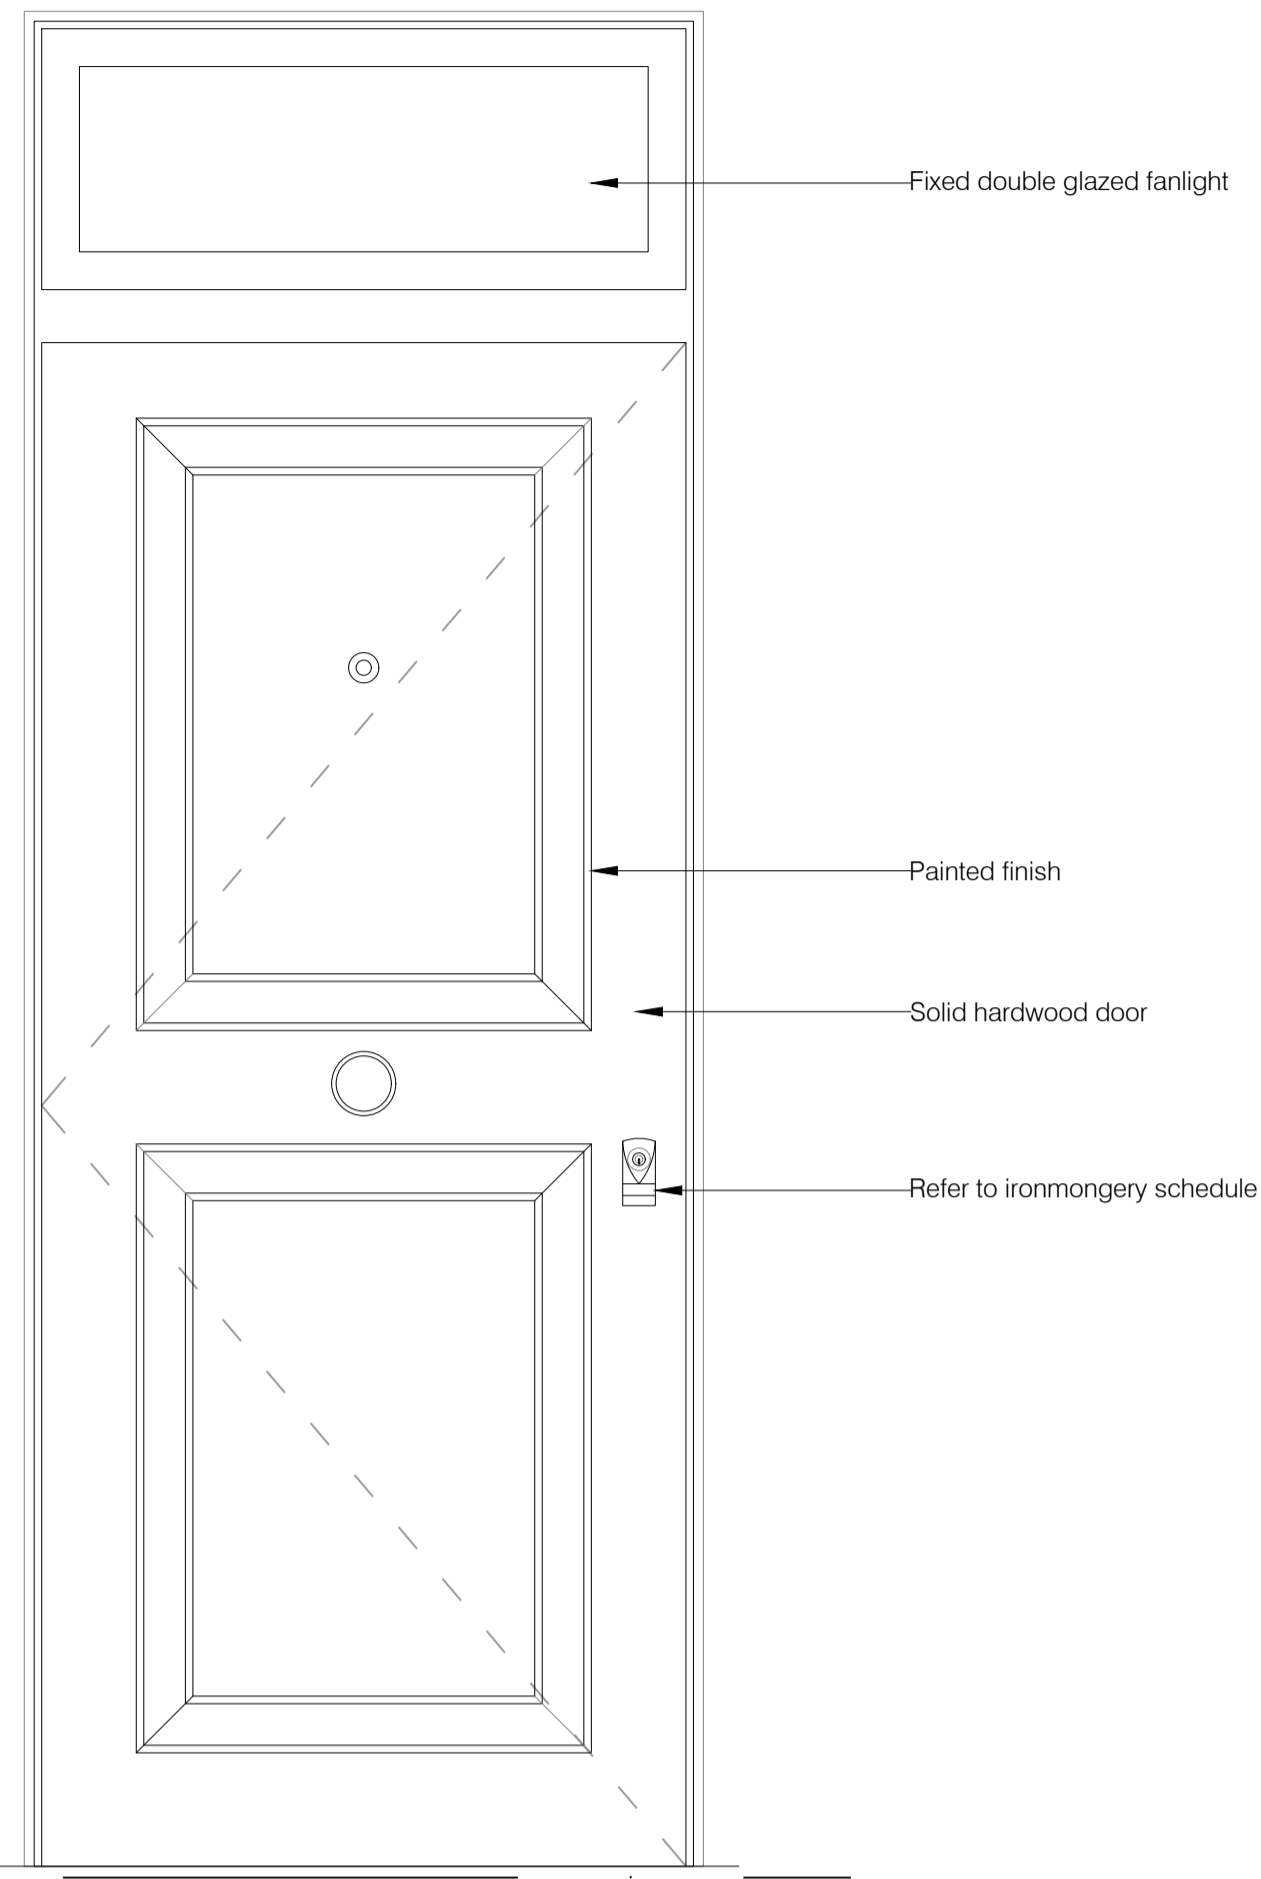 Fixed double glazed fanlight
Painted finish
Solid hardwood door
Refer to ironmongery schedule